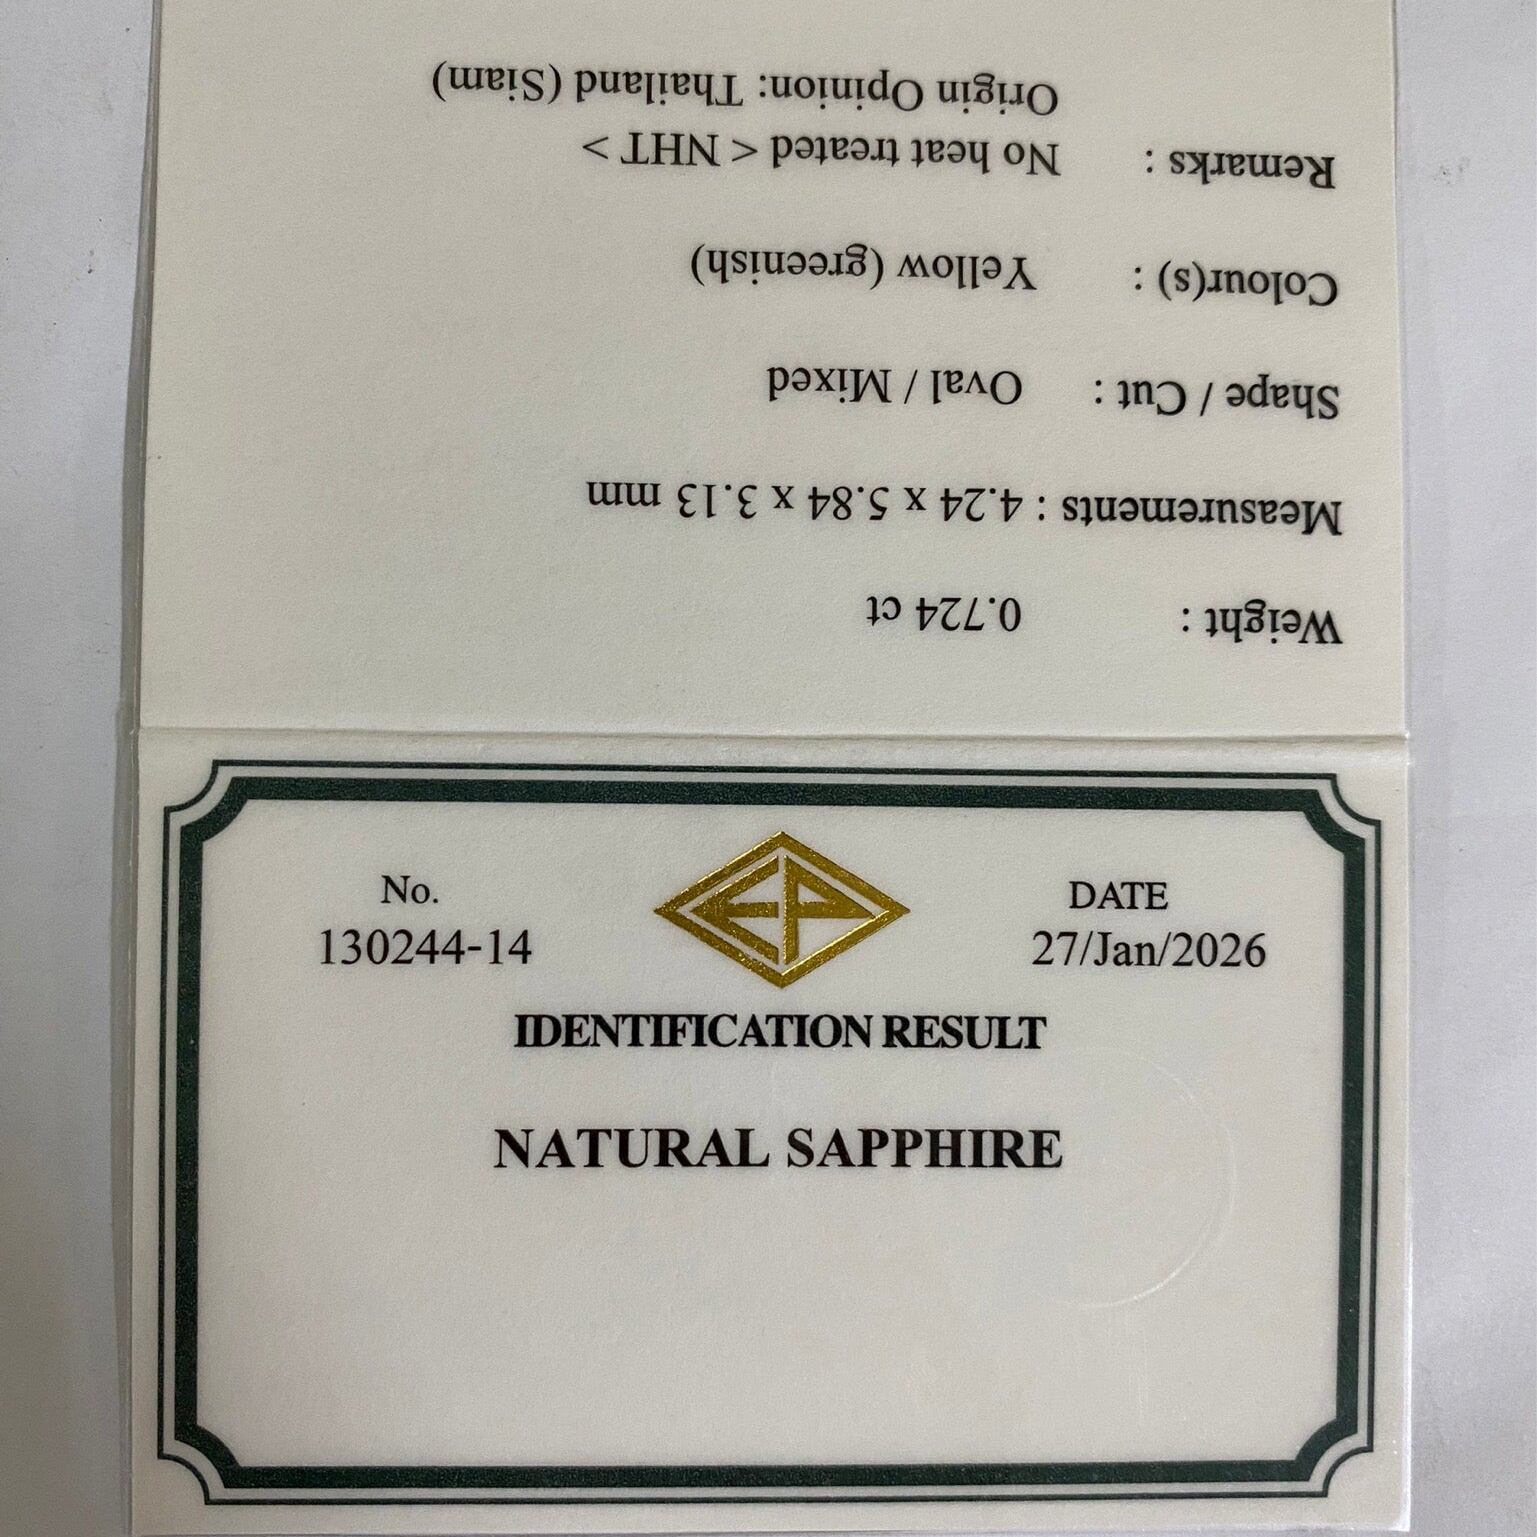 No.
130244-14
EP
DATE
27/Jan/2026
IDENTIFICATION RESULT
NATURAL SAPPHIRE
Weight : 0.724 ct
Measurements : 4.24 x 5.84 x 3.13 mm
Shape / Cut : Oval / Mixed
Colour(s) : Yellow (greenish)
Remarks : No heat treated < NHT >
Origin Opinion: Thailand (Siam)